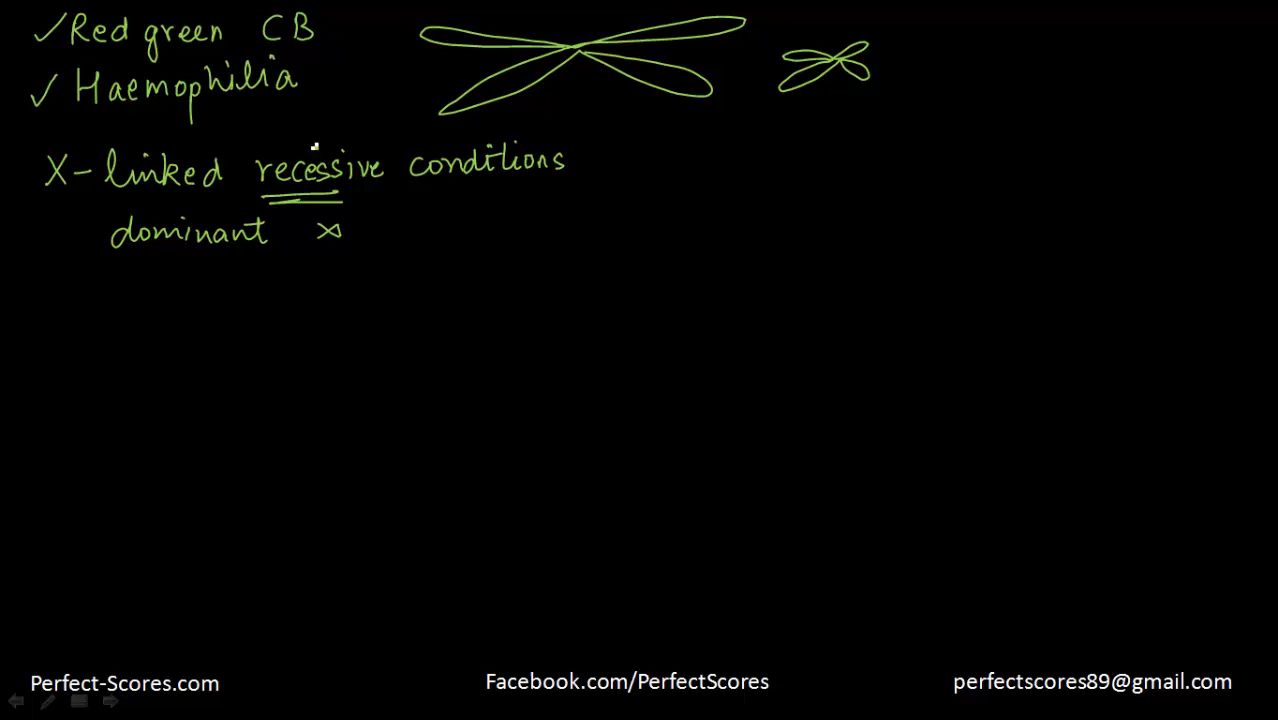 ✓ Red green CB
✓ Haemophilia
X-linked recessive conditions
dominant ×
Perfect-Scores.com
Facebook.com/PerfectScores
perfectscores89@gmail.com